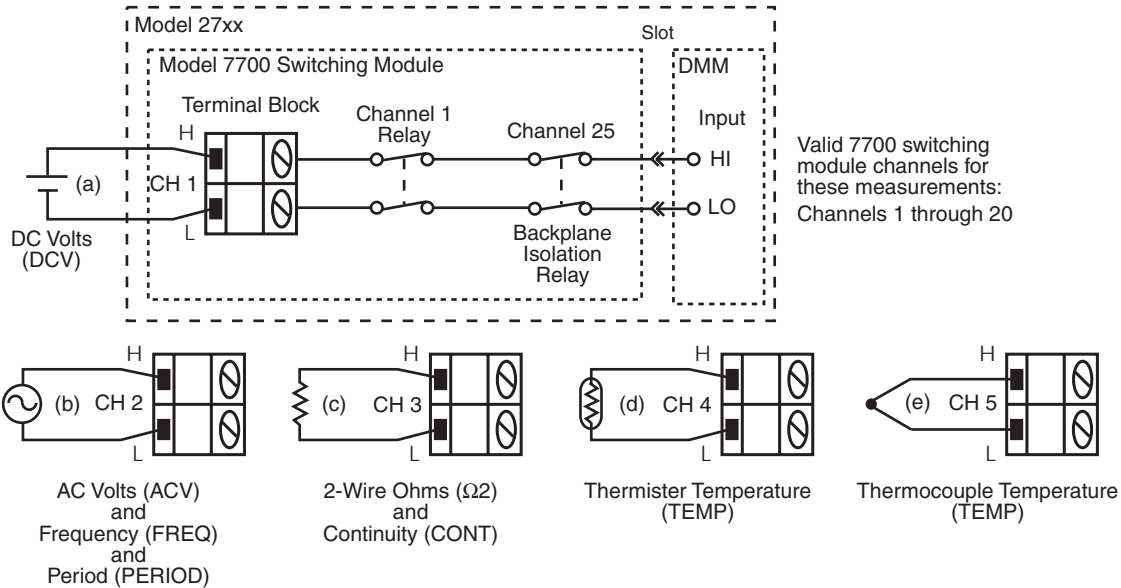 Model 27xx
Slot
Model 7700 Switching Module
DMM
Terminal Block
Channel 1
Relay
Channel 25
Input
H
HI
CH 1
(a)
LO
L
DC Volts
(DCV)
Backplane
Isolation
Relay
Valid 7700 switching
module channels for
these measurements:
Channels 1 through 20
H
(b) CH 2
L
AC Volts (ACV)
and
Frequency (FREQ)
and
Period (PERIOD)
H
(c) CH 3
L
2-Wire Ohms (Ω2)
and
Continuity (CONT)
H
(d) CH 4
L
Thermister Temperature
(TEMP)
H
(e) CH 5
L
Thermocouple Temperature
(TEMP)